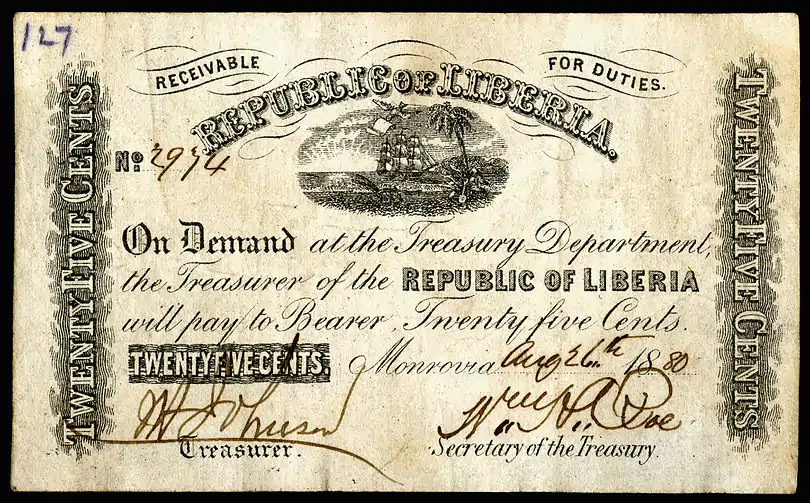 127
RECEIVABLE FOR DUTIES.
REPUBLIC OF LIBERIA.
TWENTY FIVE CENTS
TWENTY FIVE CENTS
No 2974
On Demand at the Treasury Department,
the Treasurer of the REPUBLIC OF LIBERIA
will pay to Bearer, Twenty five Cents.
TWENTY FIVE CENTS. Monrovia Aug 26th 1880
Johnson
Treasurer. Secretary of the Treasury.